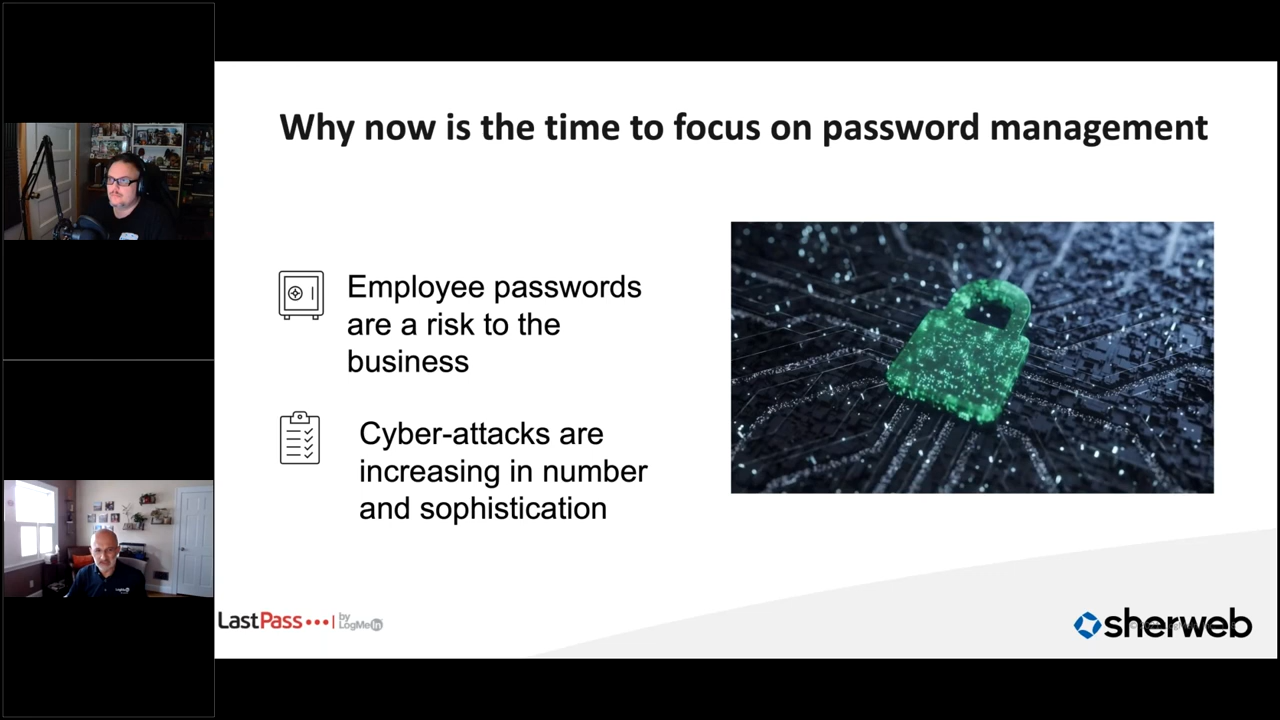 Why now is the time to focus on password management
Employee passwords
are a risk to the
business
Cyber-attacks are
increasing in number
and sophistication
LastPass •••| by
LogMeIn
sherweb